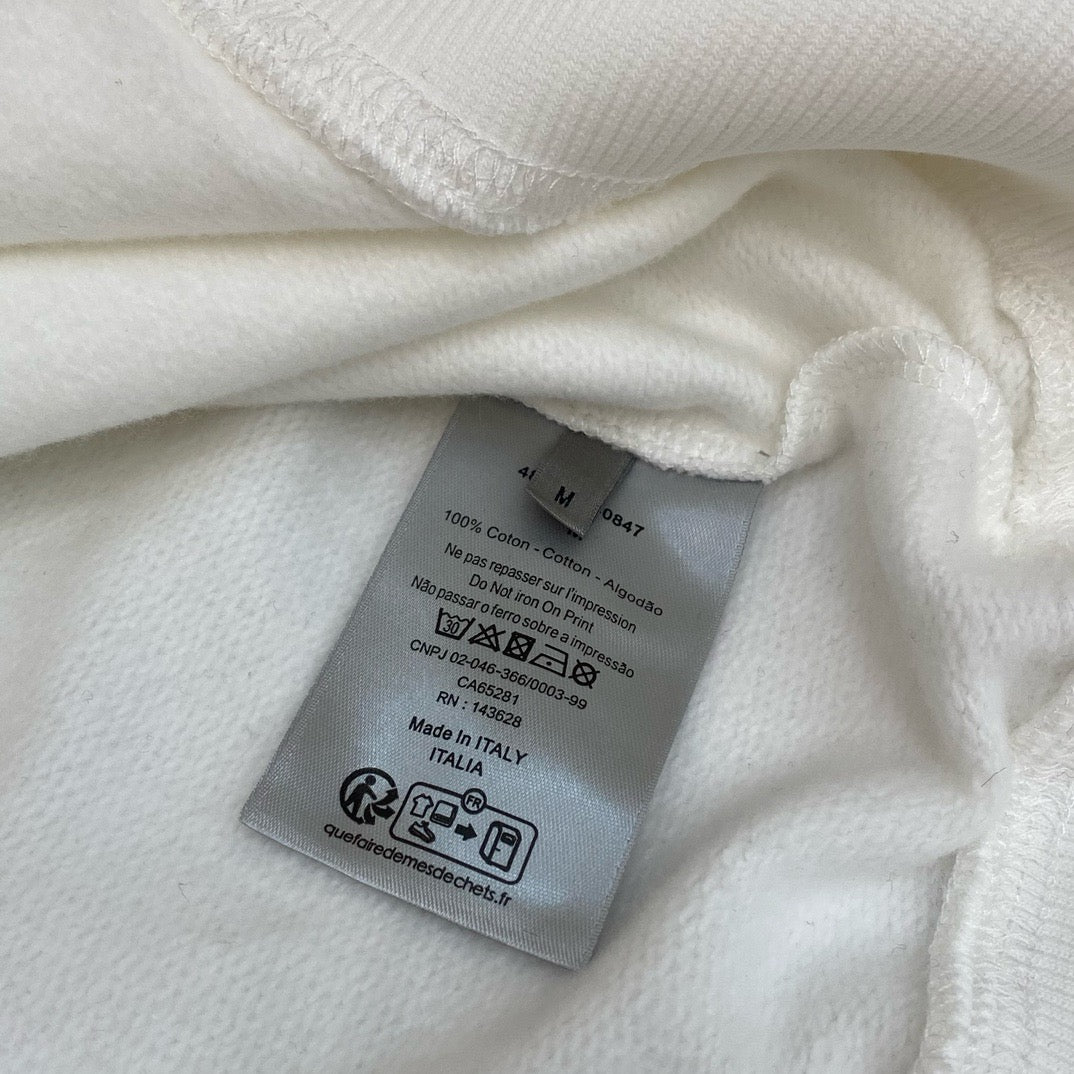 M
0847
100% Coton - Cotton - Algodão
Ne pas repasser sur l'impression
Do Not iron On Print
Não passar o ferro sobre a impressão
30
CNPJ 02-046-366/0003-99
CA65281
RN : 143628
Made In ITALY
ITALIA
FR
quefairedemesdechets.fr